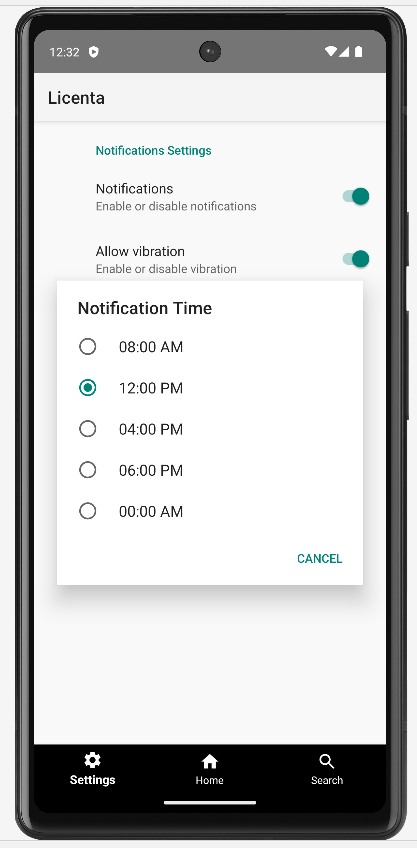 12:32
Licenta
Notifications Settings
Notifications
Enable or disable notifications
Allow vibration
Enable or disable vibration
Notification Time
08:00 AM
12:00 PM
04:00 PM
06:00 PM
00:00 AM
CANCEL
Settings
Home
Search